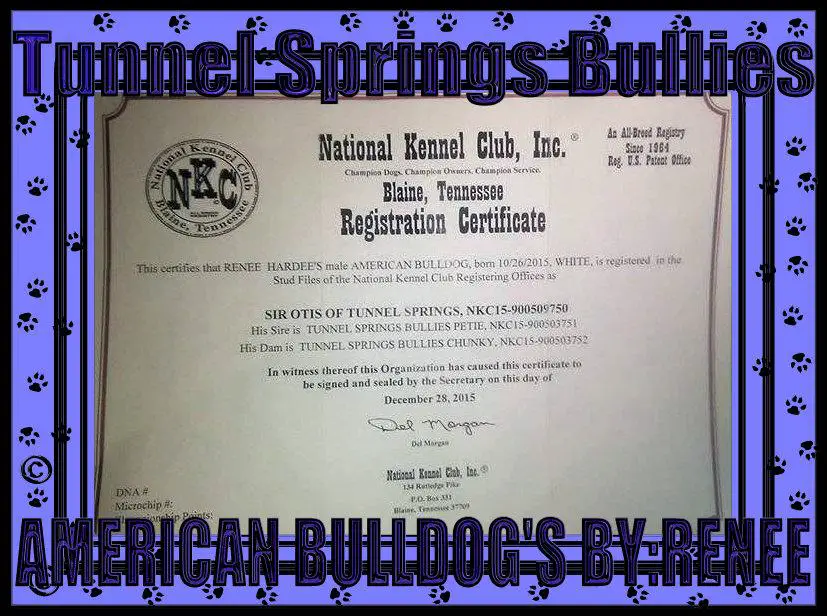 Tunnel Springs Bullies
National Kennel Club
NKC
ALL-BREED
REGISTRY
Blaine, Tennessee
National Kennel Club, Inc. ®
Champion Dogs. Champion Owners. Champion Service.
Blaine, Tennessee
Registration Certificate
An All-Breed Registry
Since 1964
Reg. U.S. Patent Office
This certifies that RENEE HARDEE'S male AMERICAN BULLDOG, born 10/26/2015, WHITE, is registered in the
Stud Files of the National Kennel Club Registering Offices as
SIR OTIS OF TUNNEL SPRINGS, NKC15-900509750
His Sire is TUNNEL SPRINGS BULLIES PETIE, NKC15-900503751
His Dam is TUNNEL SPRINGS BULLIES CHUNKY, NKC15-900503752
In witness thereof this Organization has caused this certificate to
be signed and sealed by the Secretary on this day of
December 28, 2015
Del Morgan
Del Morgan
National Kennel Club, Inc. ®
134 Rutledge Pike
P.O. Box 331
Blaine, Tennessee 37709
DNA #
Microchip #:
Championship Points:
©
AMERICAN BULLDOG'S BY:RENEE
©